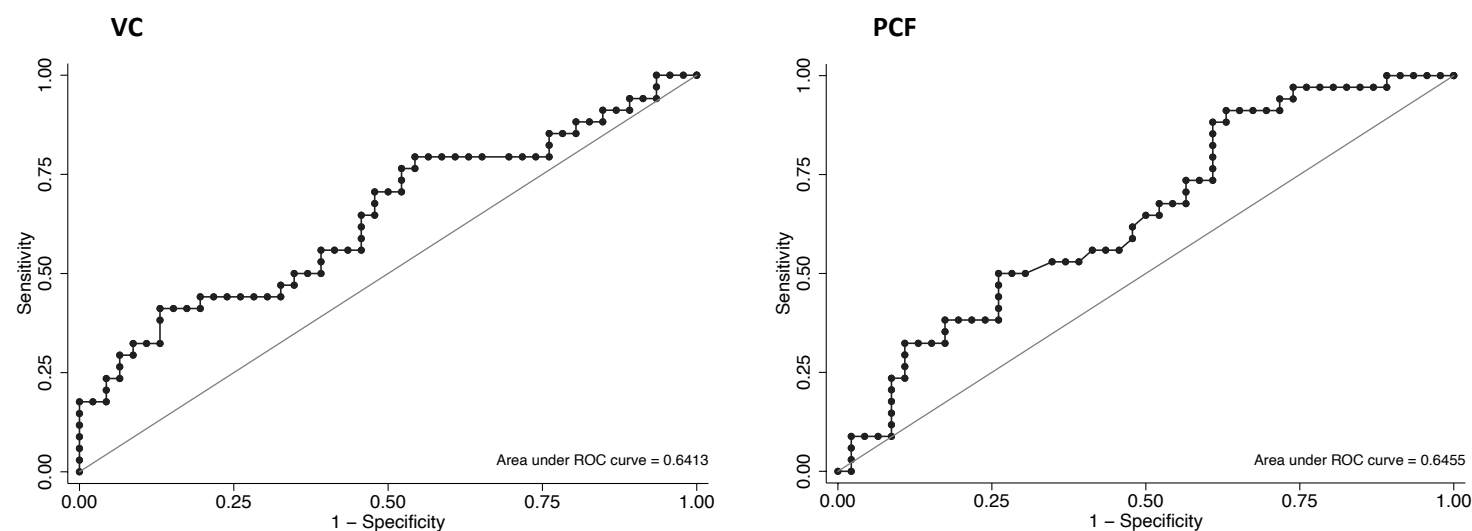 VC
1.00
0.75
0.50
0.25
0.00
Sensitivity
Area under ROC curve = 0.6413
0.00 0.25 0.50 0.75 1.00
1 − Specificity
PCF
1.00
0.75
0.50
0.25
0.00
Sensitivity
Area under ROC curve = 0.6455
0.00 0.25 0.50 0.75 1.00
1 − Specificity